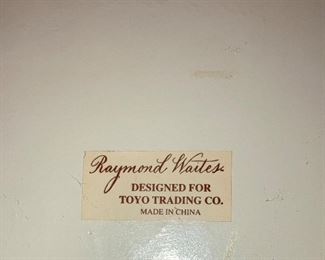 Raymond Waites
DESIGNED FOR
TOYO TRADING CO.
MADE IN CHINA